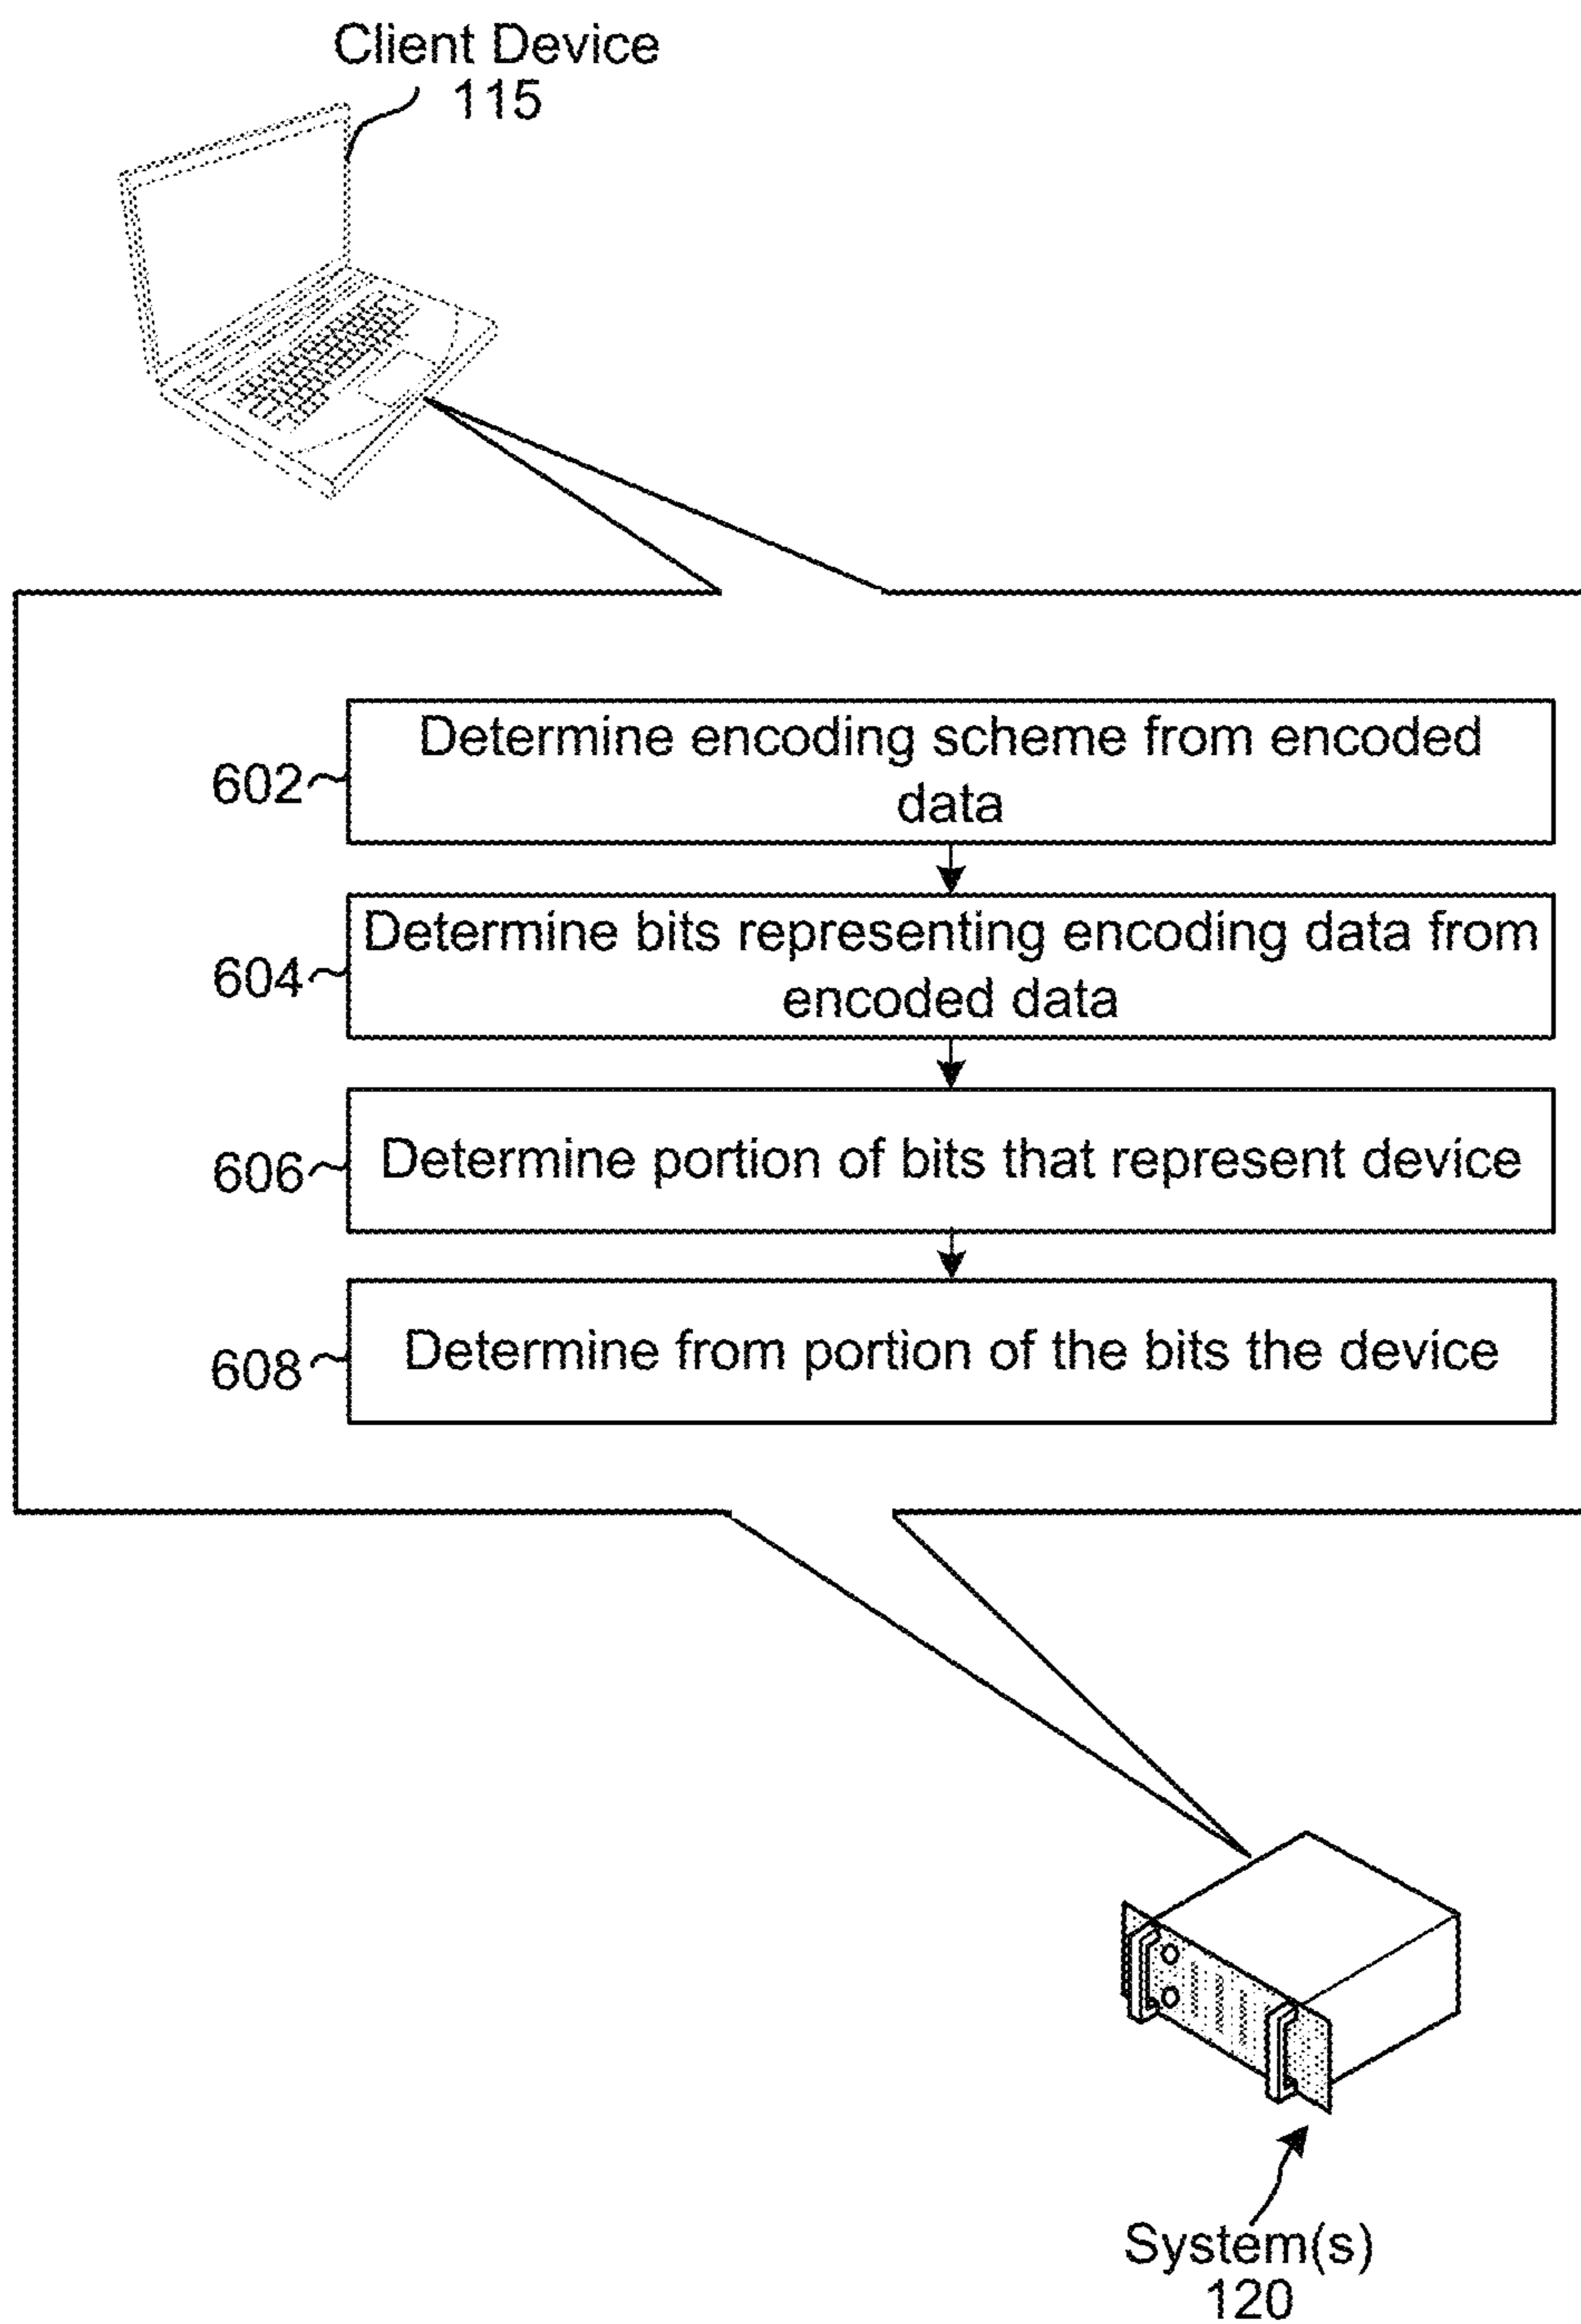 Client Device
115
Determine encoding scheme from encoded
data
602
Determine bits representing encoding data from
encoded data
604
Determine portion of bits that represent device
606
Determine from portion of the bits the device
608
System(s)
120